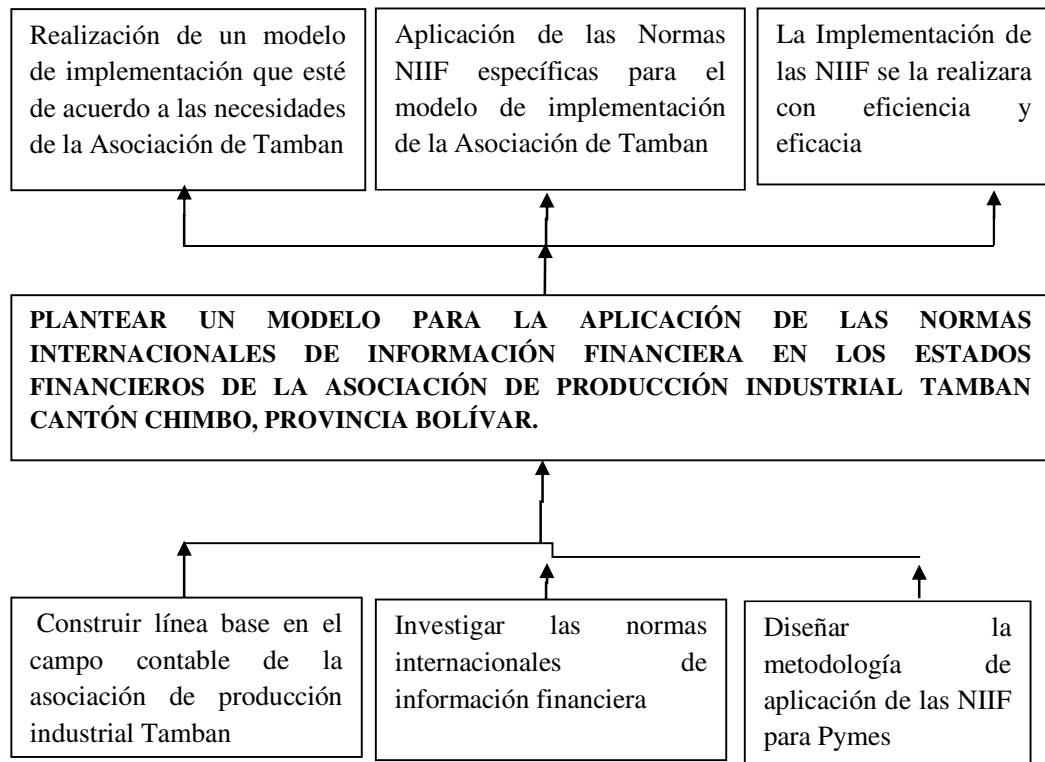 Realización de un modelo
de implementación que esté
de acuerdo a las necesidades
de la Asociación de Tamban
Aplicación de las Normas
NIIF específicas para el
modelo de implementación
de la Asociación de Tamban
La Implementación de
las NIIF se la realizara
con eficiencia y
eficacia
PLANTEAR UN MODELO PARA LA APLICACIÓN DE LAS NORMAS
INTERNACIONALES DE INFORMACIÓN FINANCIERA EN LOS ESTADOS
FINANCIEROS DE LA ASOCIACIÓN DE PRODUCCIÓN INDUSTRIAL TAMBAN
CANTÓN CHIMBO, PROVINCIA BOLÍVAR.
Construir línea base en el
campo contable de la
asociación de producción
industrial Tamban
Investigar las normas
internacionales de
información financiera
Diseñar la
metodología de
aplicación de las NIIF
para Pymes